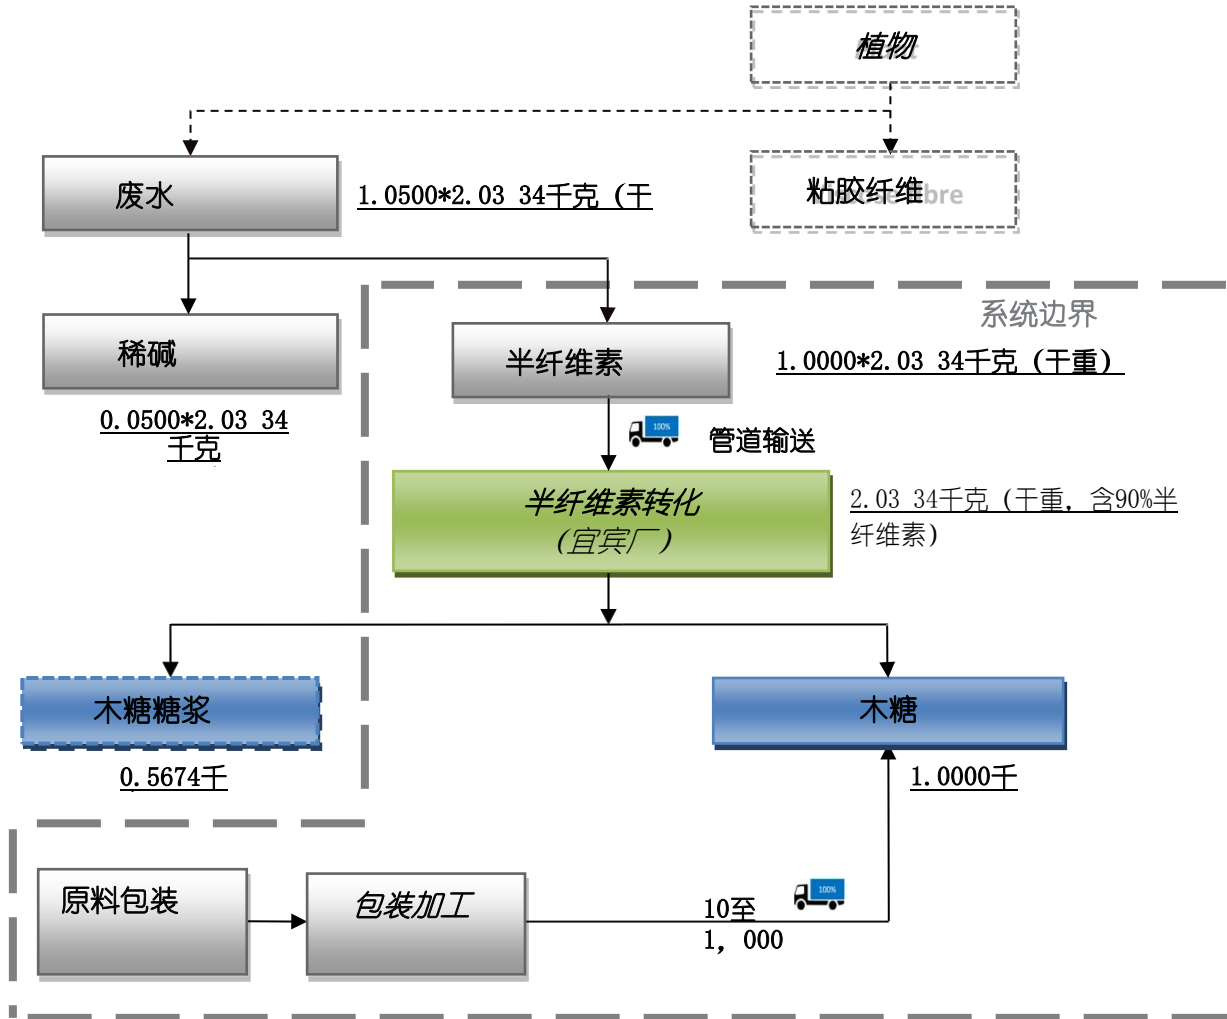 植物
废水
1.0500*2.03 34千克（干
粘胶纤维
bre
系统边界
稀碱
半纤维素
1.0000*2.03 34千克（干重）
0.0500*2.03 34
千克
100%
管道输送
半纤维素转化
(宜宾厂）
2.03 34千克（干重，含90%半
纤维素）
木糖糖浆
木糖
0.5674千
1.0000千
原料包装
包装加工
100%
10至
1，000